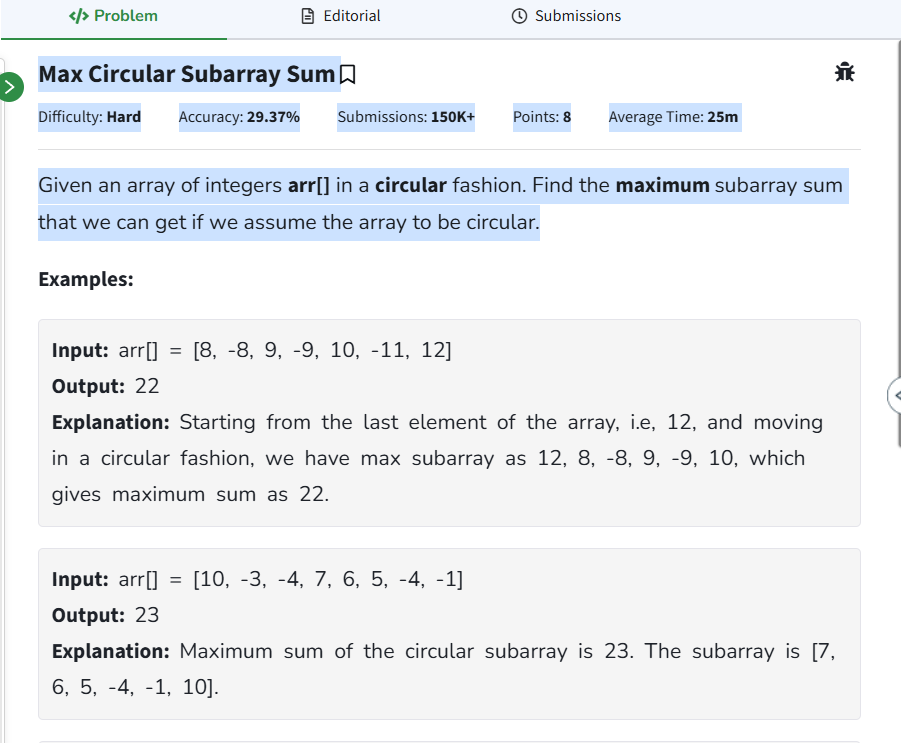 </> Problem
Editorial
Submissions
Max Circular Subarray Sum
Difficulty: Hard Accuracy: 29.37% Submissions: 150K+ Points: 8 Average Time: 25m
Given an array of integers arr[] in a circular fashion. Find the maximum subarray sum
that we can get if we assume the array to be circular.
Examples:
Input: arr[] = [8, -8, 9, -9, 10, -11, 12]
Output: 22
Explanation: Starting from the last element of the array, i.e, 12, and moving
in a circular fashion, we have max subarray as 12, 8, -8, 9, -9, 10, which
gives maximum sum as 22.
Input: arr[] = [10, -3, -4, 7, 6, 5, -4, -1]
Output: 23
Explanation: Maximum sum of the circular subarray is 23. The subarray is [7,
6, 5, -4, -1, 10].